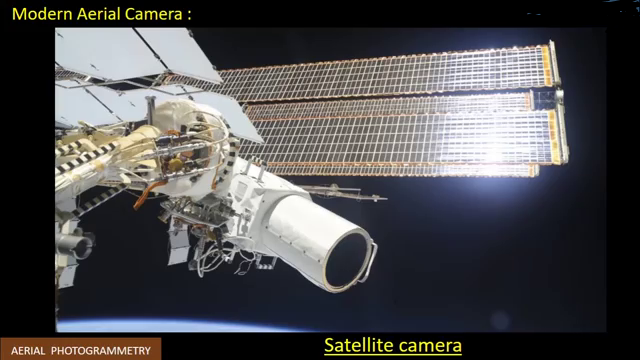 Modern Aerial Camera :
Satellite camera
AERIAL PHOTOGRAMMETRY